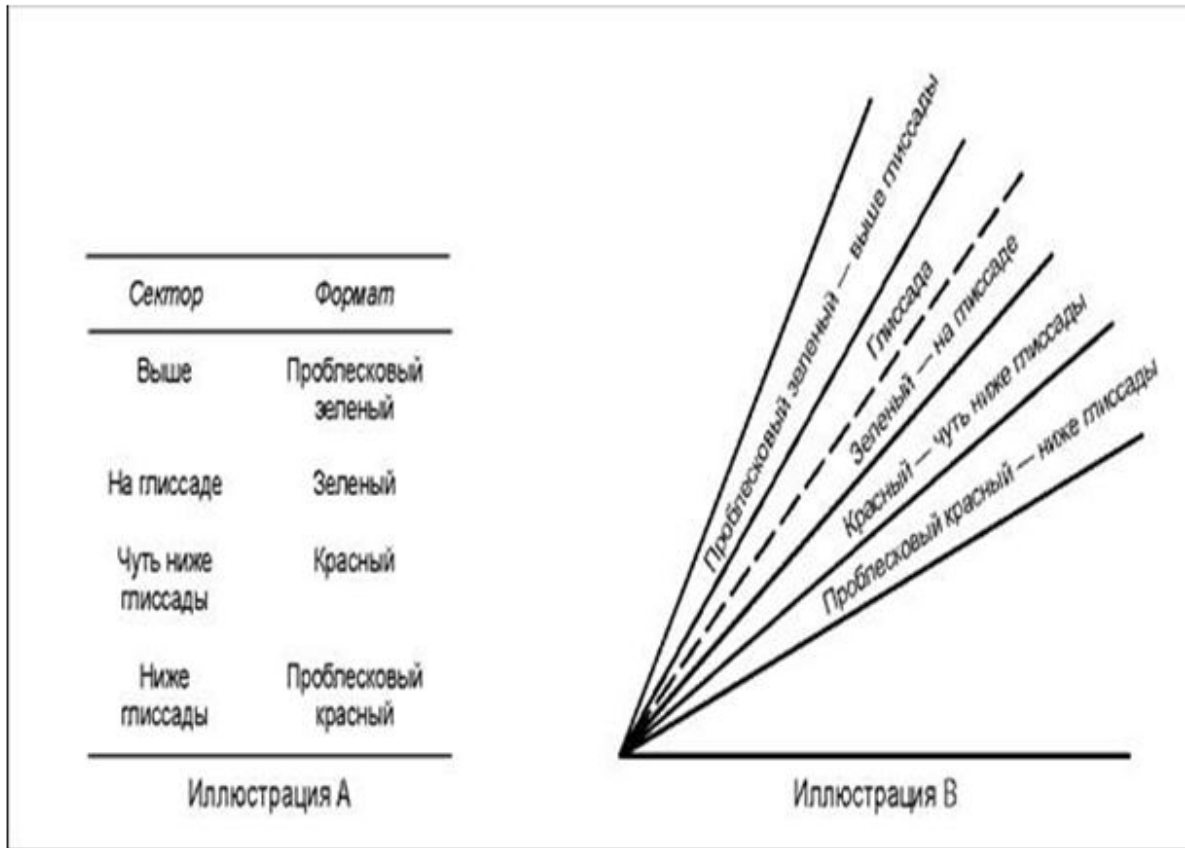 Сектор Формат
Выше Проблесковый
зеленый
На глиссаде Зеленый
Чуть ниже Красный
глиссады
Ниже Проблесковый
глиссады красный
Иллюстрация А
Проблесковый зеленый — выше глиссады
Глиссада
Зеленый — на глиссаде
Красный — чуть ниже глиссады
Проблесковый красный — ниже глиссады
Иллюстрация В